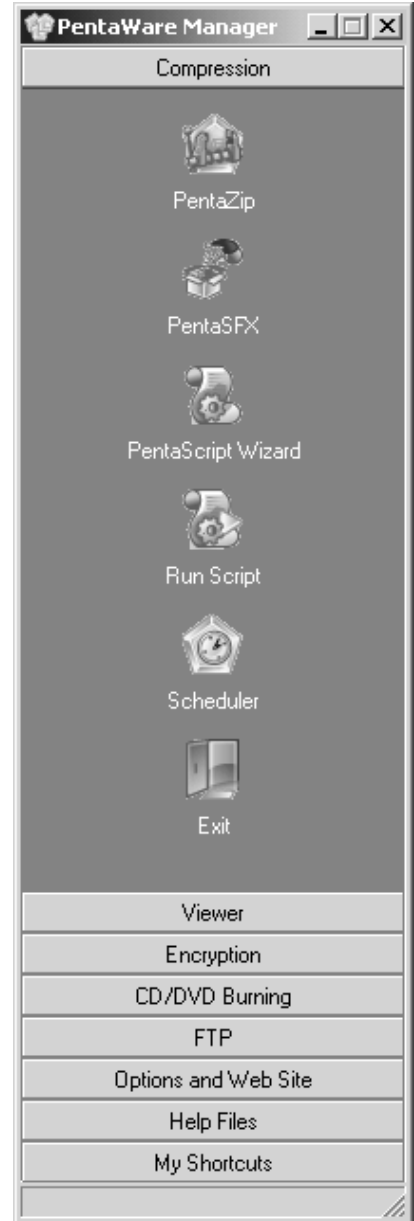 PentaWare Manager
Compression
PentaZip
PentaSFX
PentaScript Wizard
Run Script
Scheduler
Exit
Viewer
Encryption
CD/DVD Burning
FTP
Options and Web Site
Help Files
My Shortcuts